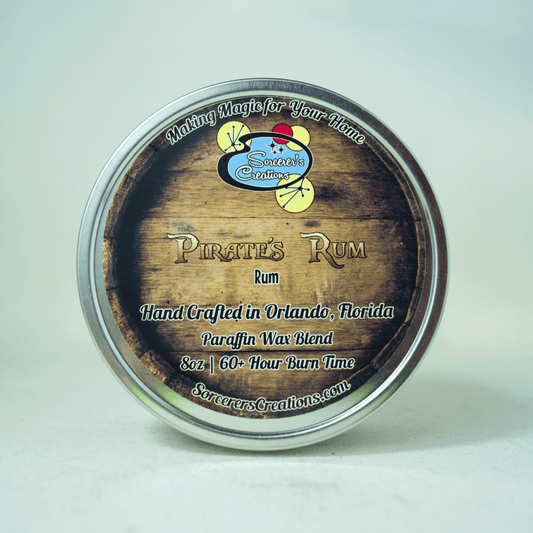 Making Magic for Your Home
Sorcerer's
Creations
Pirate's Rum
Rum
Hand Crafted in Orlando, Florida
Paraffin Wax Blend
8oz | 60+ Hour Burn Time
SorcerersCreations.com